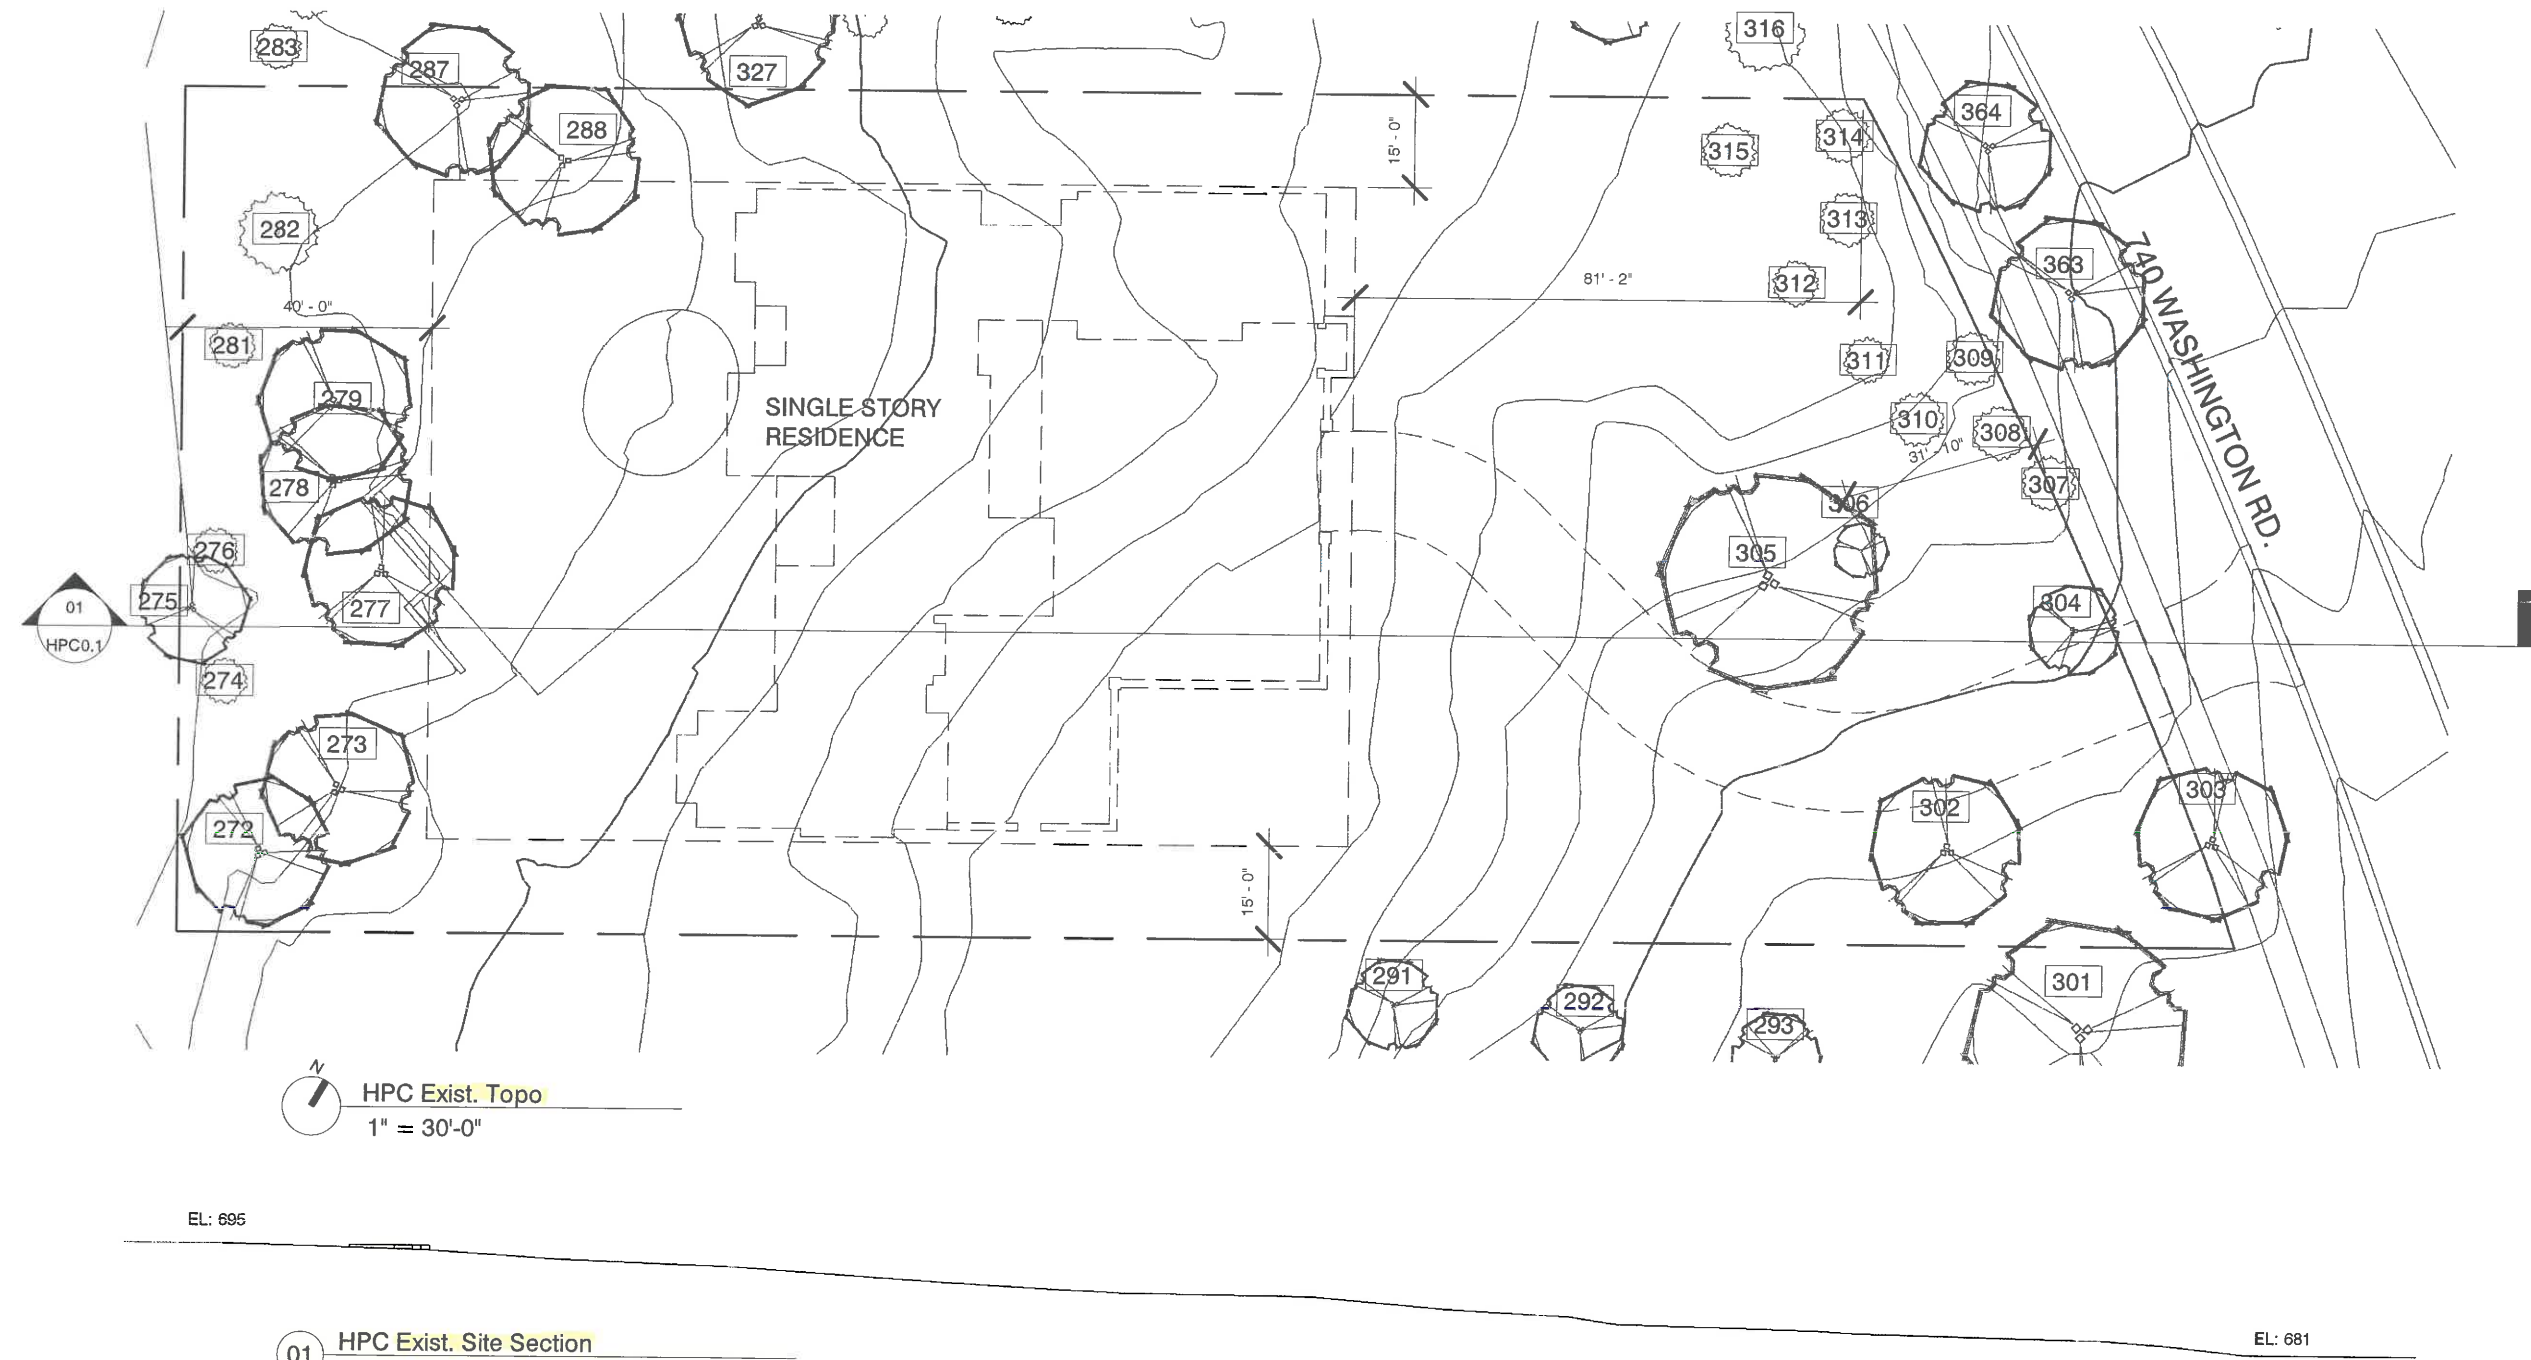 283
287
327
316
288
364
315
314
313
282
363
312
15' - 0"
81' - 2"
40' - 0"
281
279
311
309
310
308
31' - 10"
307
740 WASHINGTON RD.
SINGLE STORY
RESIDENCE
278
306
305
276
275
277
304
01
HPC0.1
274
273
272
302
303
15' - 0"
291
292
293
301
N
HPC Exist. Topo
1" = 30'-0"
EL: 695
EL: 681
01
HPC Exist. Site Section